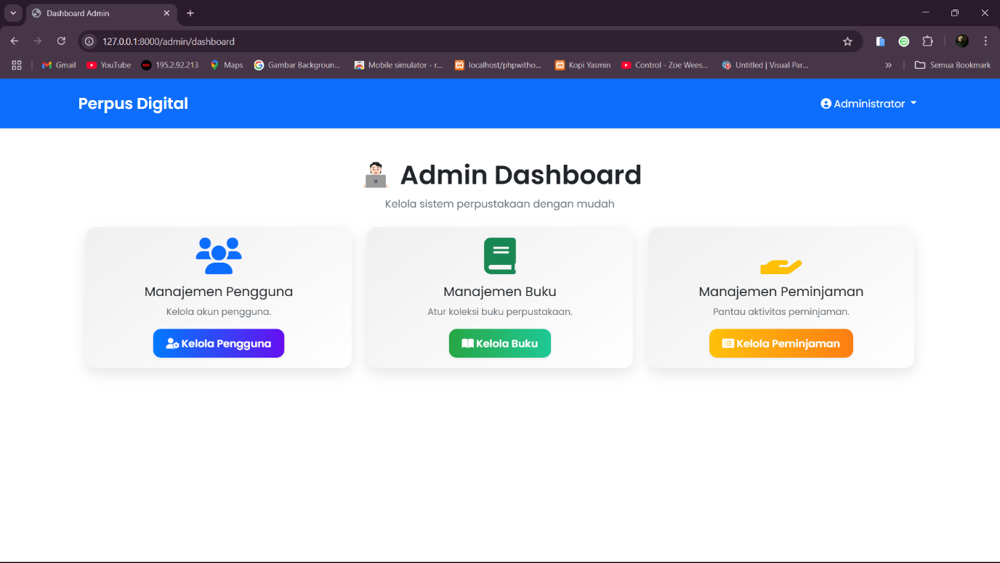 Dashboard Admin
127.0.0.1:8000/admin/dashboard
Gmail YouTube 195.2.92.213 Maps Gambar Backgroun... Mobile simulator - r... localhost/phpwitho... Kopi Yasmin Control - Zoe Wees... Untitled | Visual Par... » Semua Bookmark
Perpus Digital Administrator
Admin Dashboard
Kelola sistem perpustakaan dengan mudah
Manajemen Pengguna
Kelola akun pengguna.
Kelola Pengguna
Manajemen Buku
Atur koleksi buku perpustakaan.
Kelola Buku
Manajemen Peminjaman
Pantau aktivitas peminjaman.
Kelola Peminjaman